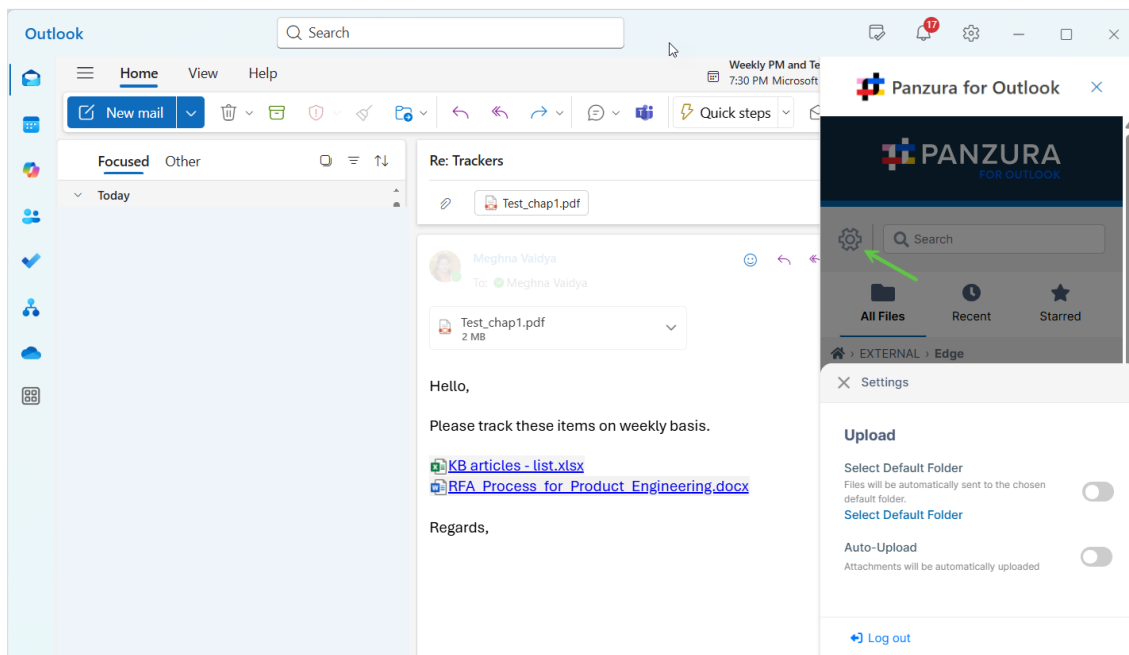 Outlook
Search
17
Home View Help
Weekly PM and Te
7:30 PM Microsoft
New mail
Quick steps
Focused Other
Today
Re: Trackers
Test_chap1.pdf
Meghna Vaidya
To: Meghna Vaidya
Test_chap1.pdf
2 MB
Hello,
Please track these items on weekly basis.
KB articles - list.xlsx
RFA_Process_for_Product_Engineering.docx
Regards,
Panzura for Outlook
PANZURA
FOR OUTLOOK
Search
All Files Recent Starred
› EXTERNAL › Edge
Settings
Upload
Select Default Folder
Files will be automatically sent to the chosen
default folder.
Select Default Folder
Auto-Upload
Attachments will be automatically uploaded
Log out